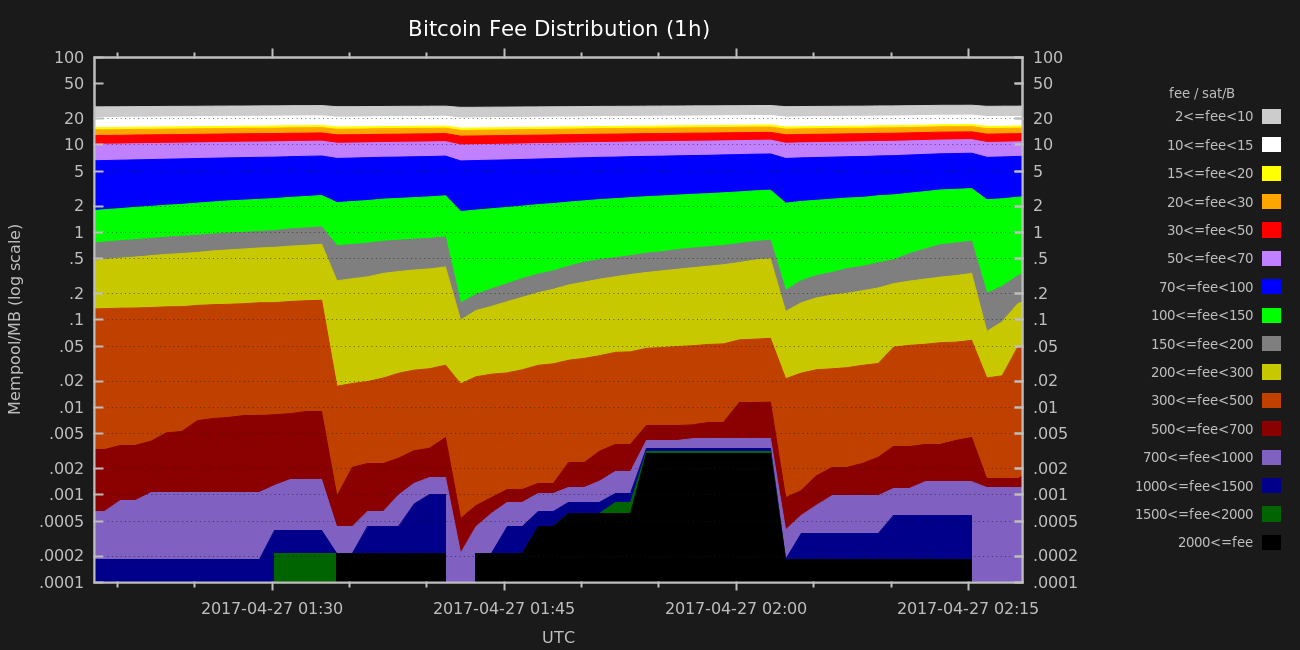 Bitcoin Fee Distribution (1h)
Mempool/MB (log scale)
100
50
20
10
5
2
1
.5
.2
.1
.05
.02
.01
.005
.002
.001
.0005
.0002
.0001
100
50
20
10
5
2
1
.5
.2
.1
.05
.02
.01
.005
.002
.001
.0005
.0002
.0001
2017-04-27 01:30
2017-04-27 01:45
2017-04-27 02:00
2017-04-27 02:15
UTC
fee / sat/B
2<=fee<10
10<=fee<15
15<=fee<20
20<=fee<30
30<=fee<50
50<=fee<70
70<=fee<100
100<=fee<150
150<=fee<200
200<=fee<300
300<=fee<500
500<=fee<700
700<=fee<1000
1000<=fee<1500
1500<=fee<2000
2000<=fee